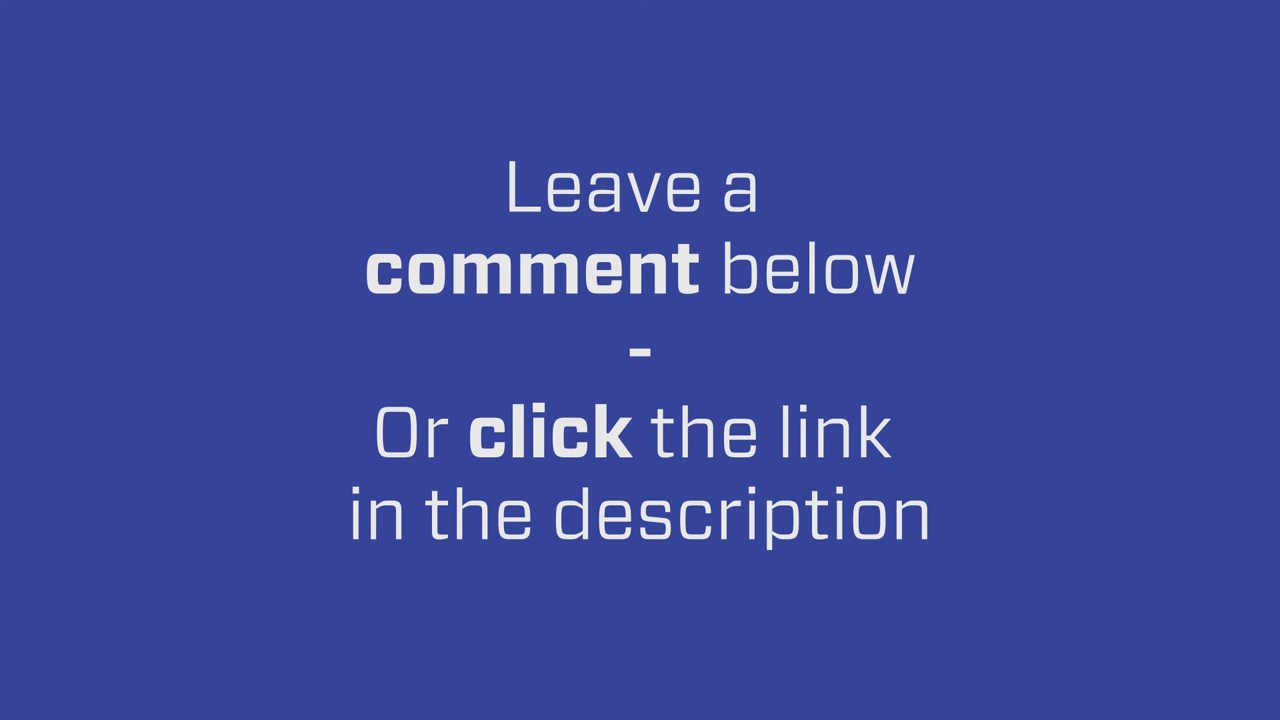 Leave a
comment below
-
Or click the link
in the description